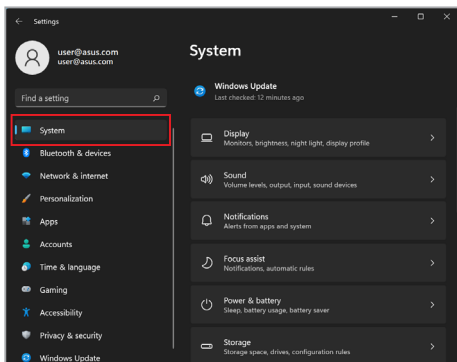 Settings
user@asus.com
user@asus.com
Find a setting
System
Bluetooth & devices
Network & internet
Personalization
Apps
Accounts
Time & language
Gaming
Accessibility
Privacy & security
Windows Update
System
Windows Update
Last checked: 12 minutes ago
Display
Monitors, brightness, night light, display profile
Sound
Volume levels, output, input, sound devices
Notifications
Alerts from apps and system
Focus assist
Notifications, automatic rules
Power & battery
Sleep, battery usage, battery saver
Storage
Storage space, drives, configuration rules